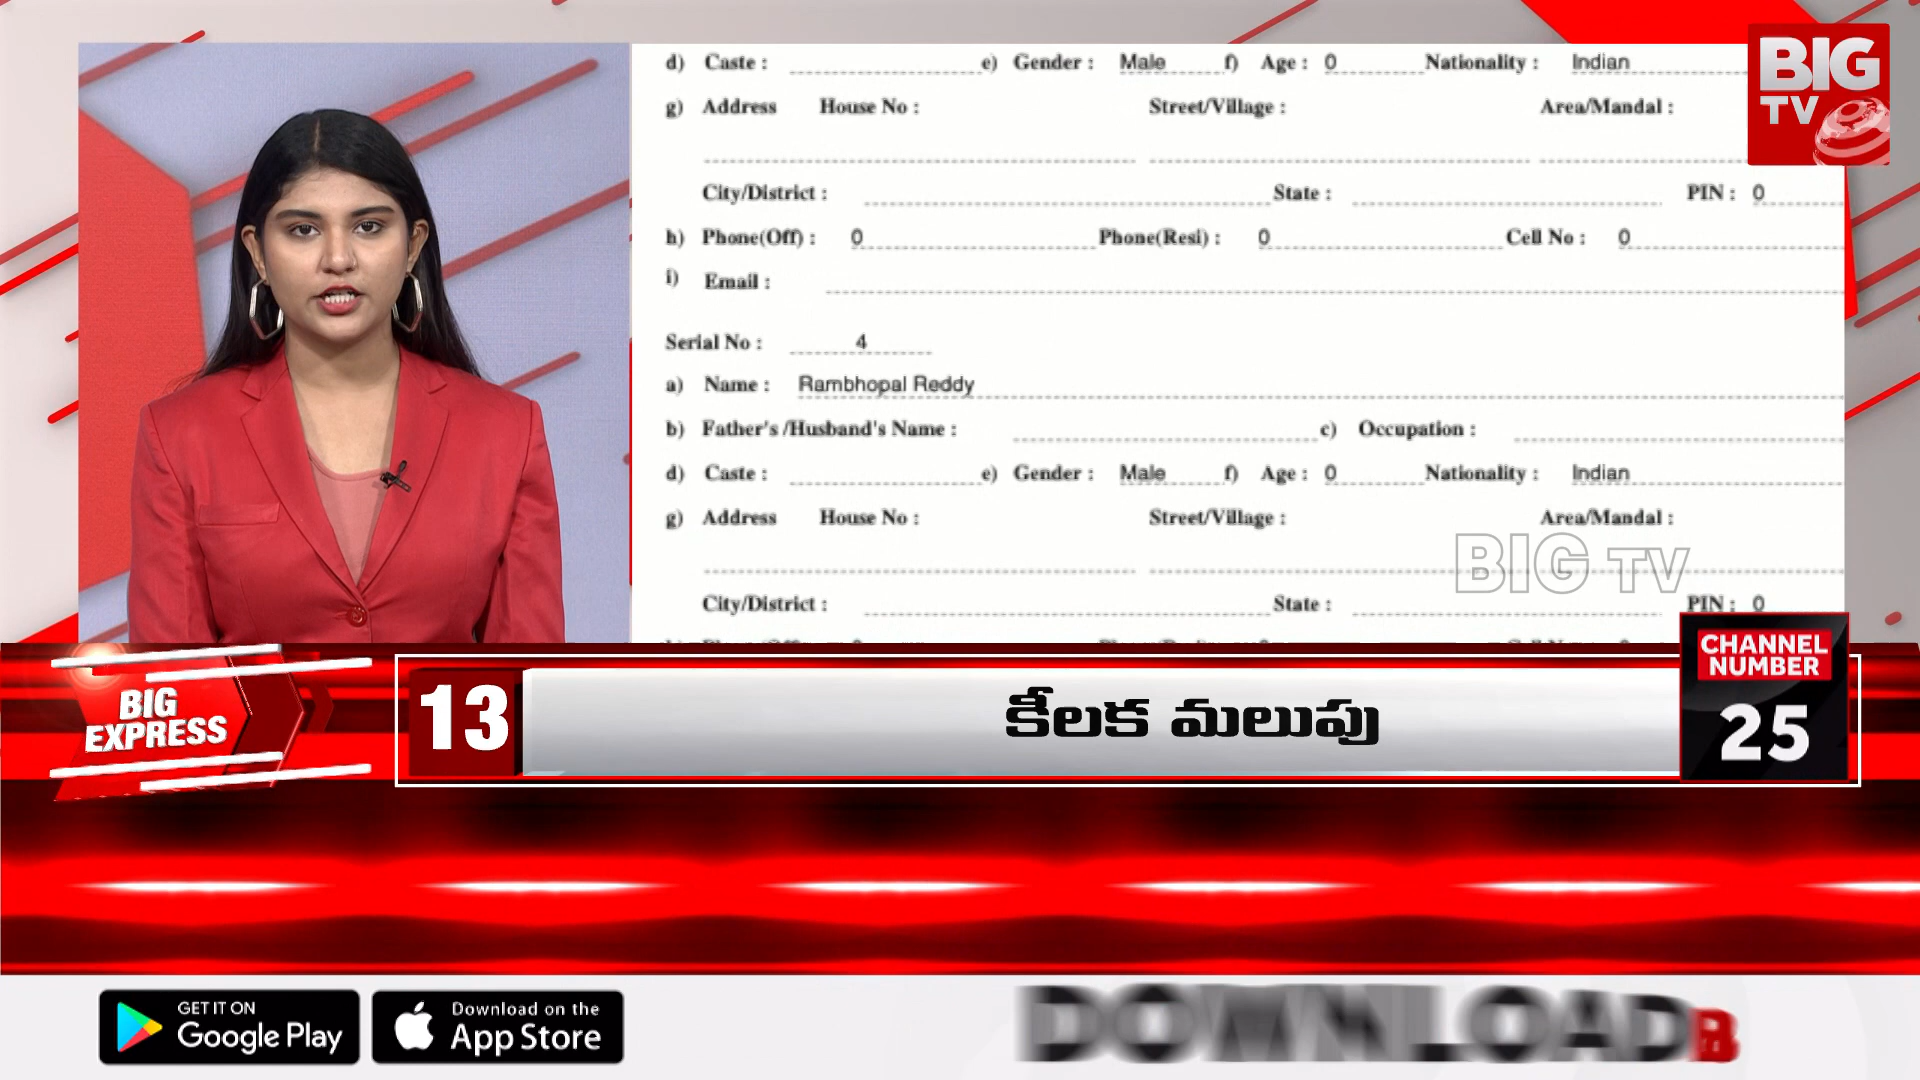 d) Caste : e) Gender : Male f) Age : 0 Nationality : Indian
g) Address House No : Street/Village : Area/Mandal :
City/District : State : PIN : 0
h) Phone(Off) : 0 Phone(Resi) : 0 Cell No : 0
i) Email :
Serial No : 4
a) Name : Rambhopal Reddy
b) Father's /Husband's Name : c) Occupation :
d) Caste : e) Gender : Male f) Age : 0 Nationality : Indian
g) Address House No : Street/Village : Area/Mandal :
City/District : State : PIN : 0
BIG
TV
BIG TV
CHANNEL
NUMBER
25
BIG
EXPRESS
13
కీలక మలుపు
GET IT ON
Google Play
Download on the
App Store
DOWNLOAD